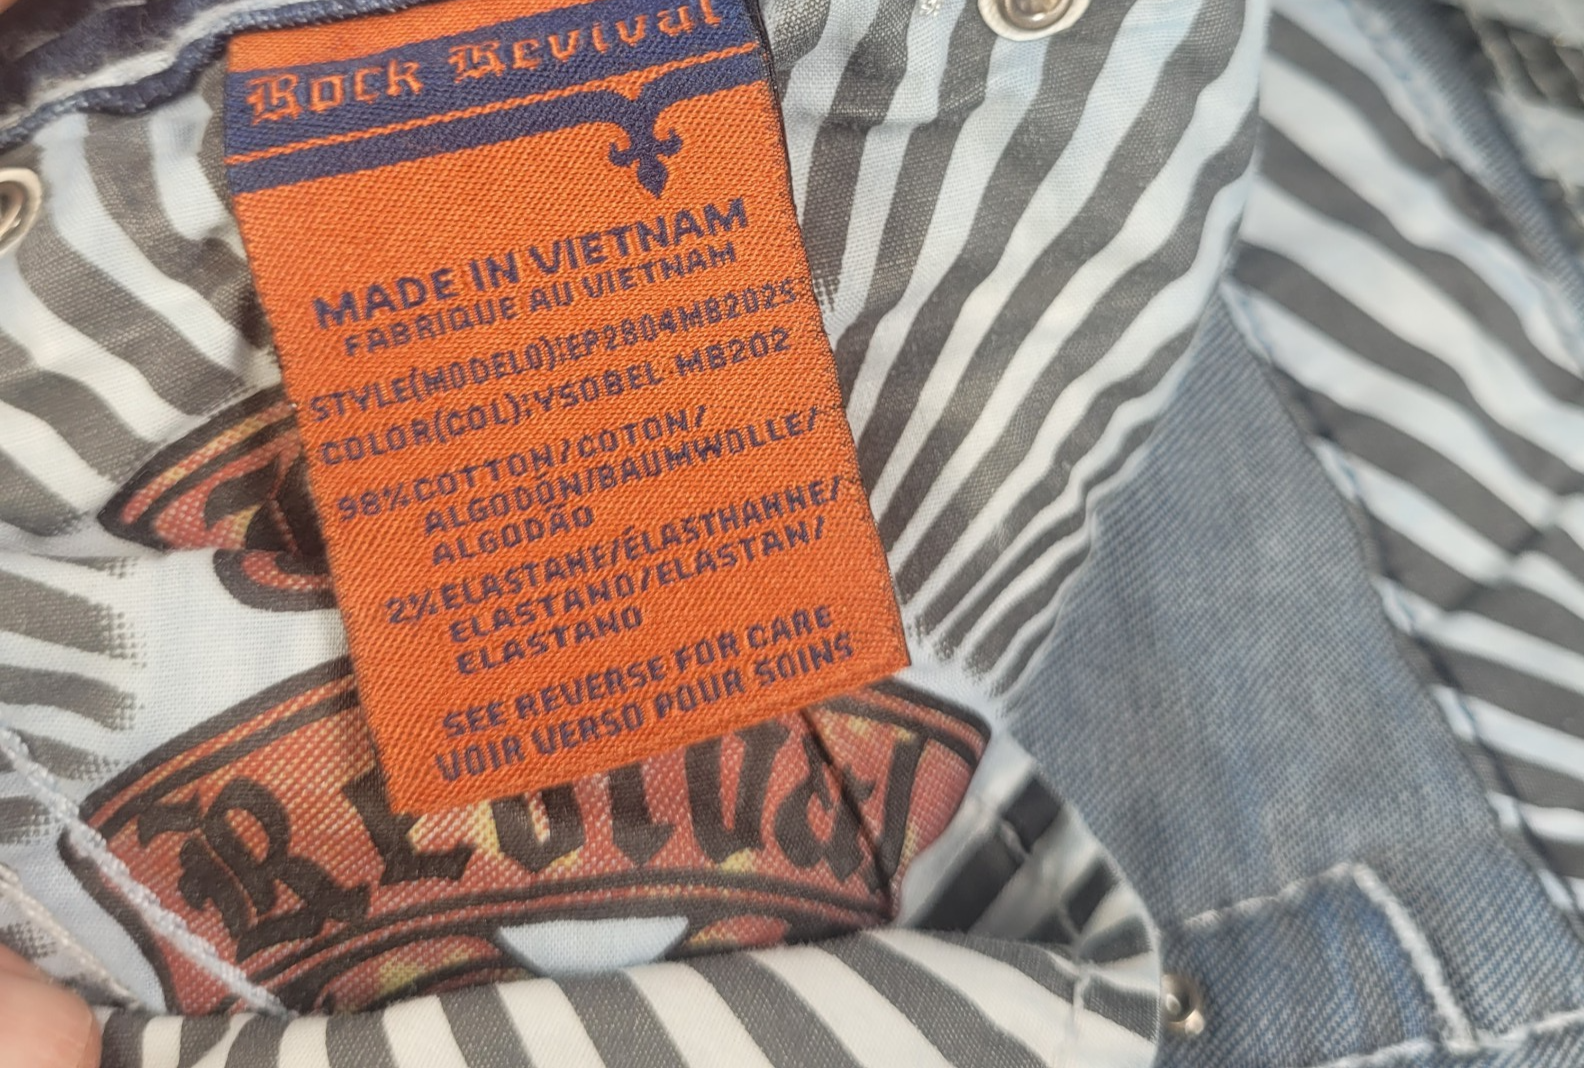 Rock Revival
MADE IN VIETNAM
FABRIQUE AU VIETNAM
STYLE(MODELO):EP2804MB202S
COLOR(COL):YSOBEL MB202
98%COTTON/COTON/
ALGODÓN/BAUMWOLLE/
ALGODÃO
2%ELASTANE/ÉLASTHANNE/
ELASTANO/ELASTAN/
ELASTANO
SEE REVERSE FOR CARE
VOIR VERSO POUR SOINS
REVIVAL